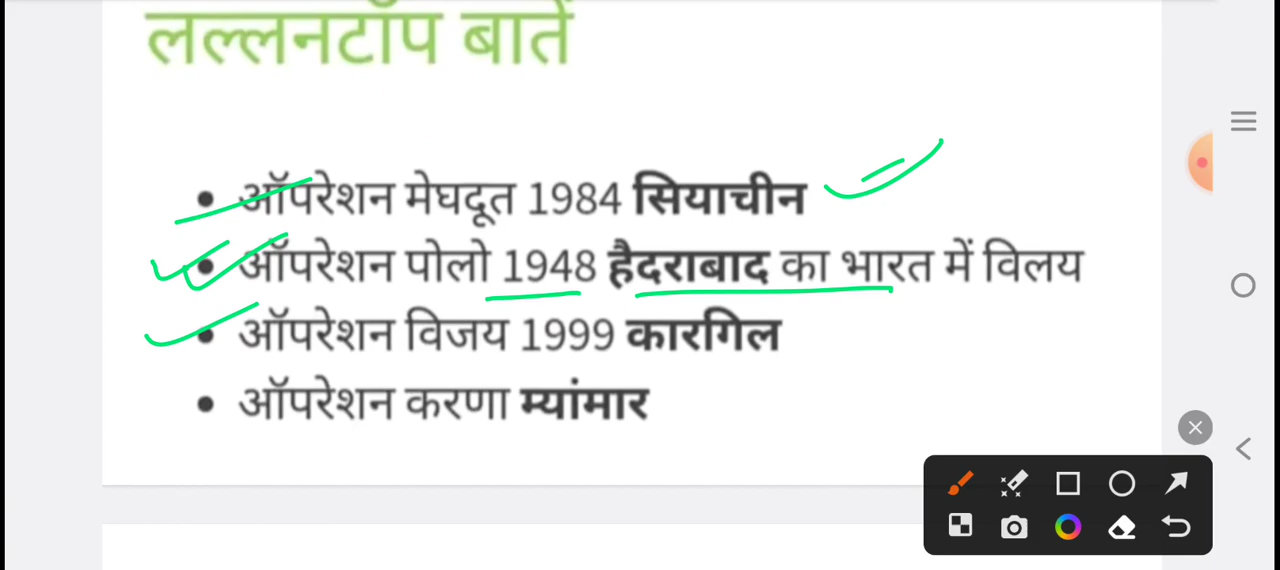 लल्लनटॉप बातें
ऑपरेशन मेघदूत 1984 सियाचीन
ऑपरेशन पोलो 1948 हैदराबाद का भारत में विलय
ऑपरेशन विजय 1999 कारगिल
ऑपरेशन करणा म्यांमार